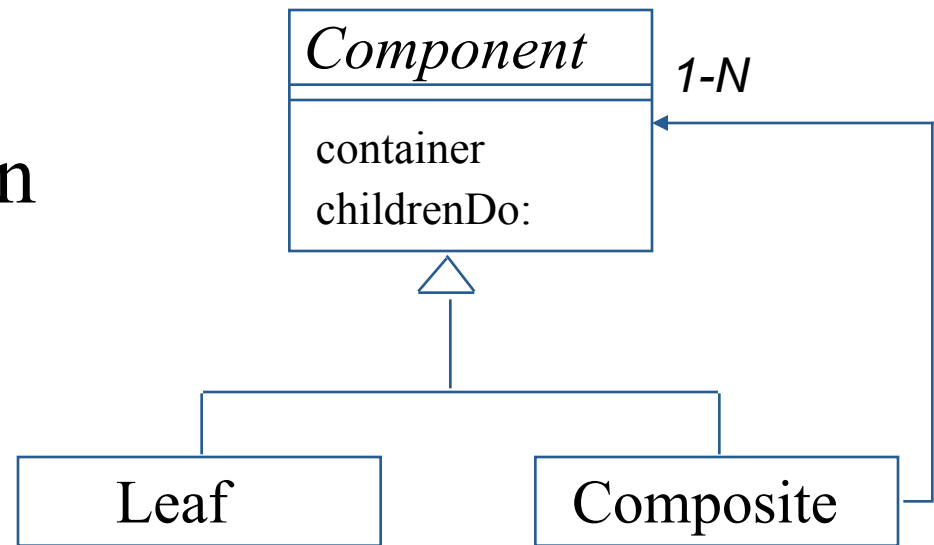 Component
1-N
n
container
childrenDo:
Leaf
Composite